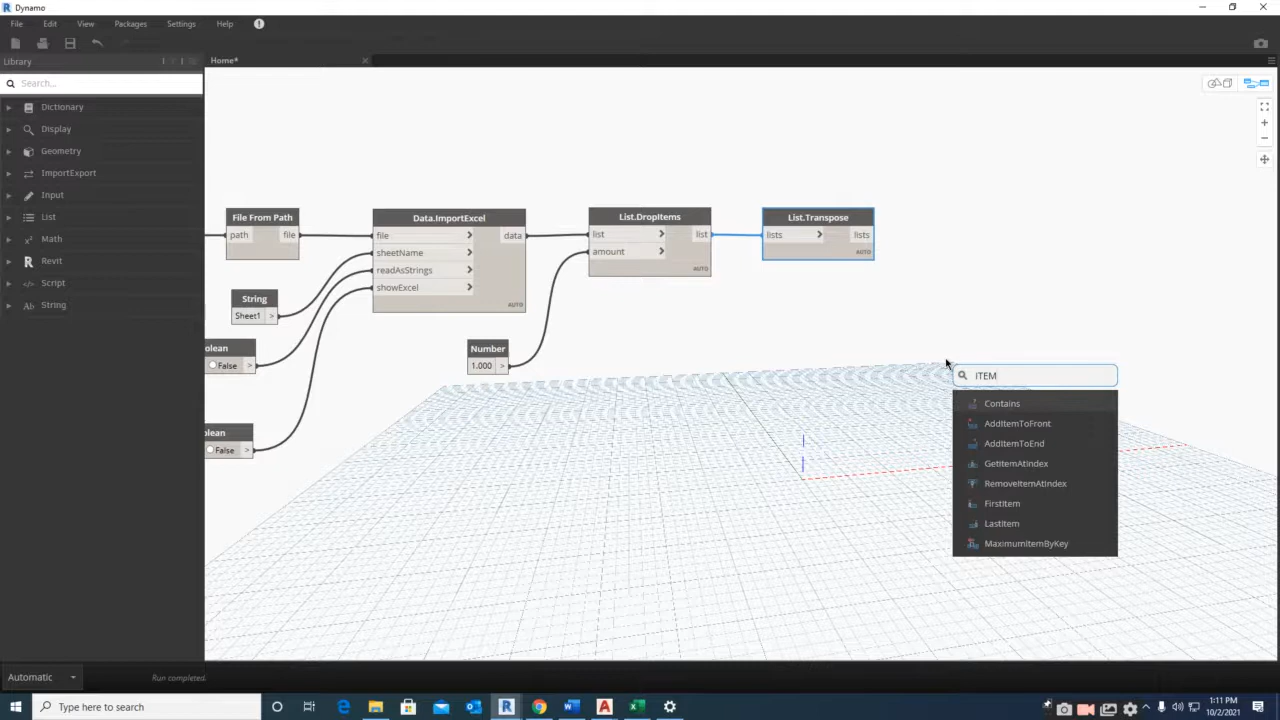 Dynamo
File Edit View Packages Settings Help
Library
Home*
Search...
Dictionary
Display
Geometry
ImportExport
Input
List
Math
Revit
Script
String
File From Path
path file
String
Sheet1 >
olean
False >
olean
False >
Data.ImportExcel
file > data
sheetName >
readAsStrings >
showExcel >
AUTO
Number
1.000 >
List.DropItems
list > list
amount >
AUTO
List.Transpose
lists > lists
AUTO
iTEM
Contains
AddItemToFront
AddItemToEnd
GetItemAtIndex
RemoveItemAtIndex
FirstItem
LastItem
MaximumItemByKey
Automatic
Run completed.
Type here to search
1:11 PM
10/2/2021